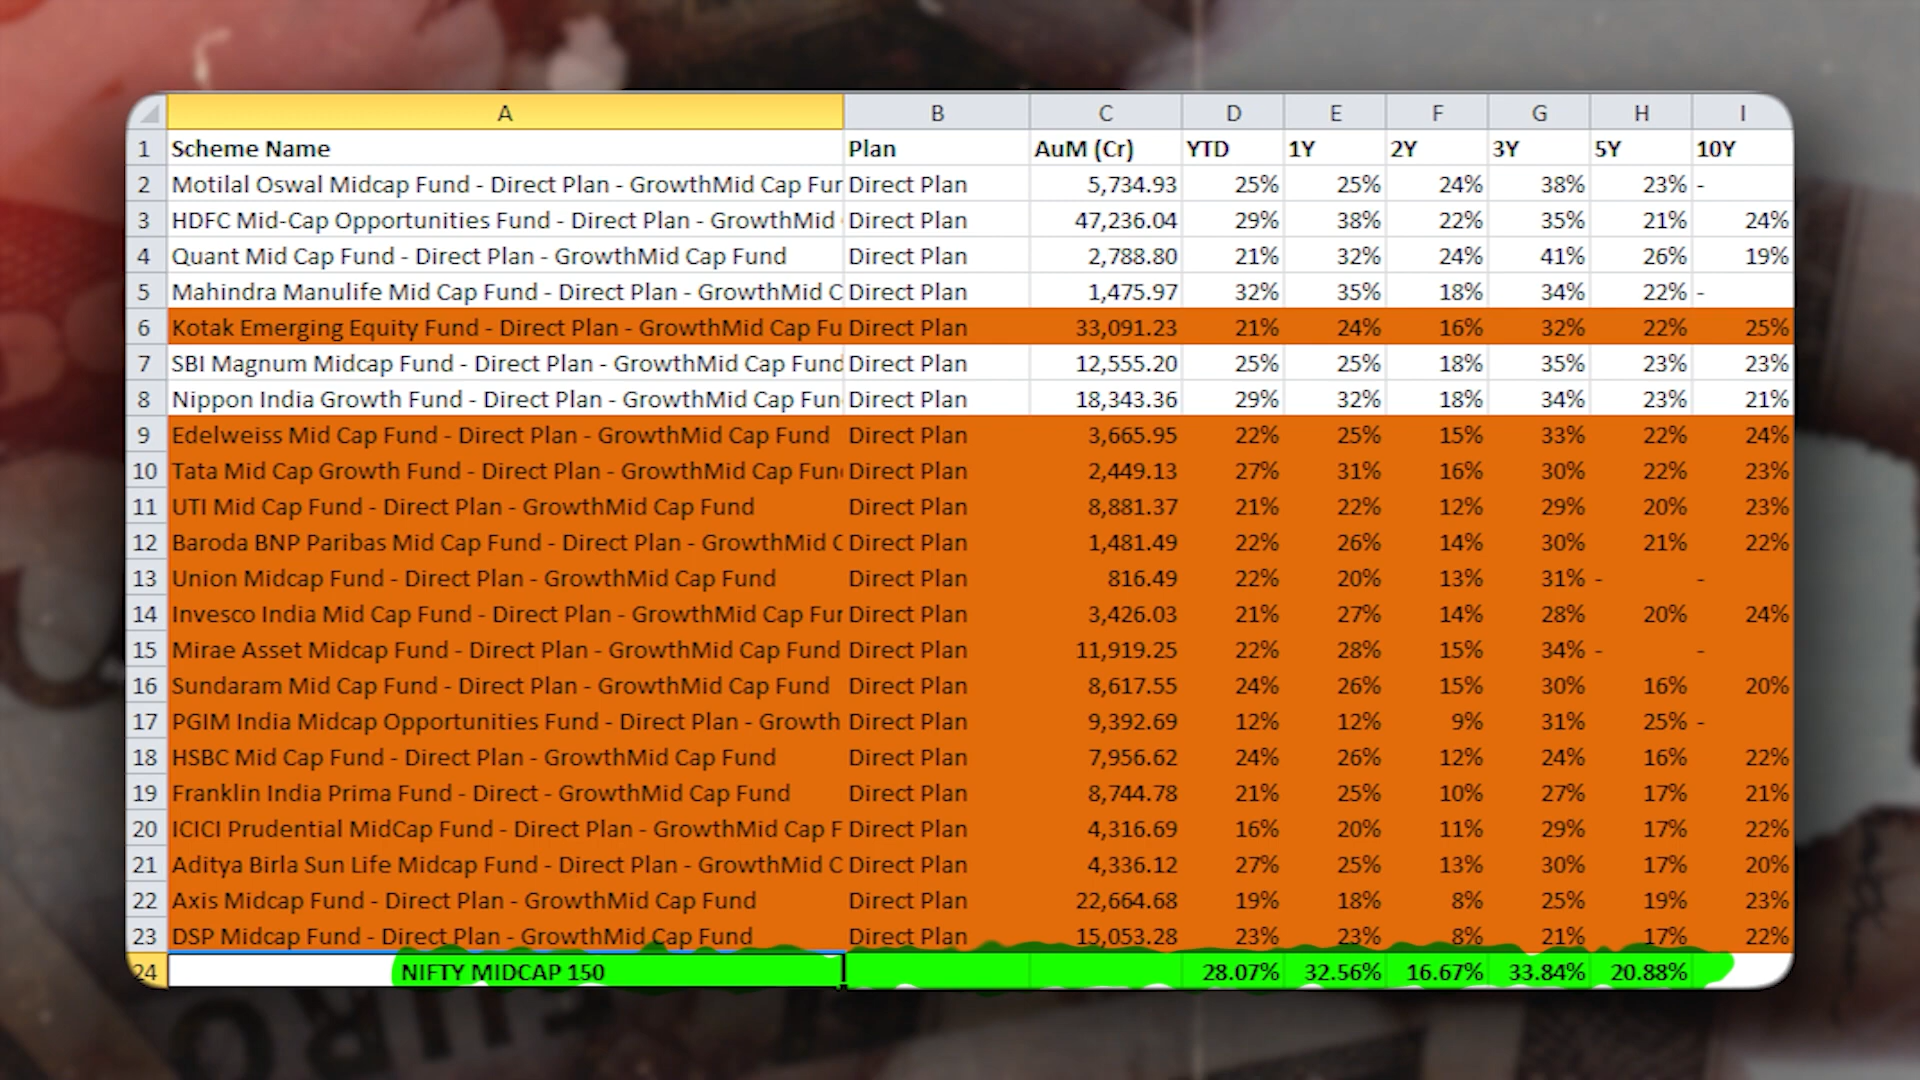 A B C D E F G H I
1 Scheme Name Plan AuM (Cr) YTD 1Y 2Y 3Y 5Y 10Y
2 Motilal Oswal Midcap Fund - Direct Plan - GrowthMid Cap Fur Direct Plan 5,734.93 25% 25% 24% 38% 23% -
3 HDFC Mid-Cap Opportunities Fund - Direct Plan - GrowthMid Direct Plan 47,236.04 29% 38% 22% 35% 21% 24%
4 Quant Mid Cap Fund - Direct Plan - GrowthMid Cap Fund Direct Plan 2,788.80 21% 32% 24% 41% 26% 19%
5 Mahindra Manulife Mid Cap Fund - Direct Plan - GrowthMid C Direct Plan 1,475.97 32% 35% 18% 34% 22% -
6 Kotak Emerging Equity Fund - Direct Plan - GrowthMid Cap Fu Direct Plan 33,091.23 21% 24% 16% 32% 22% 25%
7 SBI Magnum Midcap Fund - Direct Plan - GrowthMid Cap Fund Direct Plan 12,555.20 25% 25% 18% 35% 23% 23%
8 Nippon India Growth Fund - Direct Plan - GrowthMid Cap Fun Direct Plan 18,343.36 29% 32% 18% 34% 23% 21%
9 Edelweiss Mid Cap Fund - Direct Plan - GrowthMid Cap Fund Direct Plan 3,665.95 22% 25% 15% 33% 22% 24%
10 Tata Mid Cap Growth Fund - Direct Plan - GrowthMid Cap Fun Direct Plan 2,449.13 27% 31% 16% 30% 22% 23%
11 UTI Mid Cap Fund - Direct Plan - GrowthMid Cap Fund Direct Plan 8,881.37 21% 22% 12% 29% 20% 23%
12 Baroda BNP Paribas Mid Cap Fund - Direct Plan - GrowthMid C Direct Plan 1,481.49 22% 26% 14% 30% 21% 22%
13 Union Midcap Fund - Direct Plan - GrowthMid Cap Fund Direct Plan 816.49 22% 20% 13% 31% - -
14 Invesco India Mid Cap Fund - Direct Plan - GrowthMid Cap Fur Direct Plan 3,426.03 21% 27% 14% 28% 20% 24%
15 Mirae Asset Midcap Fund - Direct Plan - GrowthMid Cap Fund Direct Plan 11,919.25 22% 28% 15% 34% - -
16 Sundaram Mid Cap Fund - Direct Plan - GrowthMid Cap Fund Direct Plan 8,617.55 24% 26% 15% 30% 16% 20%
17 PGIM India Midcap Opportunities Fund - Direct Plan - Growth Direct Plan 9,392.69 12% 12% 9% 31% 25% -
18 HSBC Mid Cap Fund - Direct Plan - GrowthMid Cap Fund Direct Plan 7,956.62 24% 26% 12% 24% 16% 22%
19 Franklin India Prima Fund - Direct - GrowthMid Cap Fund Direct Plan 8,744.78 21% 25% 10% 27% 17% 21%
20 ICICI Prudential MidCap Fund - Direct Plan - GrowthMid Cap F Direct Plan 4,316.69 16% 20% 11% 29% 17% 22%
21 Aditya Birla Sun Life Midcap Fund - Direct Plan - GrowthMid C Direct Plan 4,336.12 27% 25% 13% 30% 17% 20%
22 Axis Midcap Fund - Direct Plan - GrowthMid Cap Fund Direct Plan 22,664.68 19% 18% 8% 25% 19% 23%
23 DSP Midcap Fund - Direct Plan - GrowthMid Cap Fund Direct Plan 15,053.28 23% 23% 8% 21% 17% 22%
24 NIFTY MIDCAP 150 28.07% 32.56% 16.67% 33.84% 20.88%
EURO